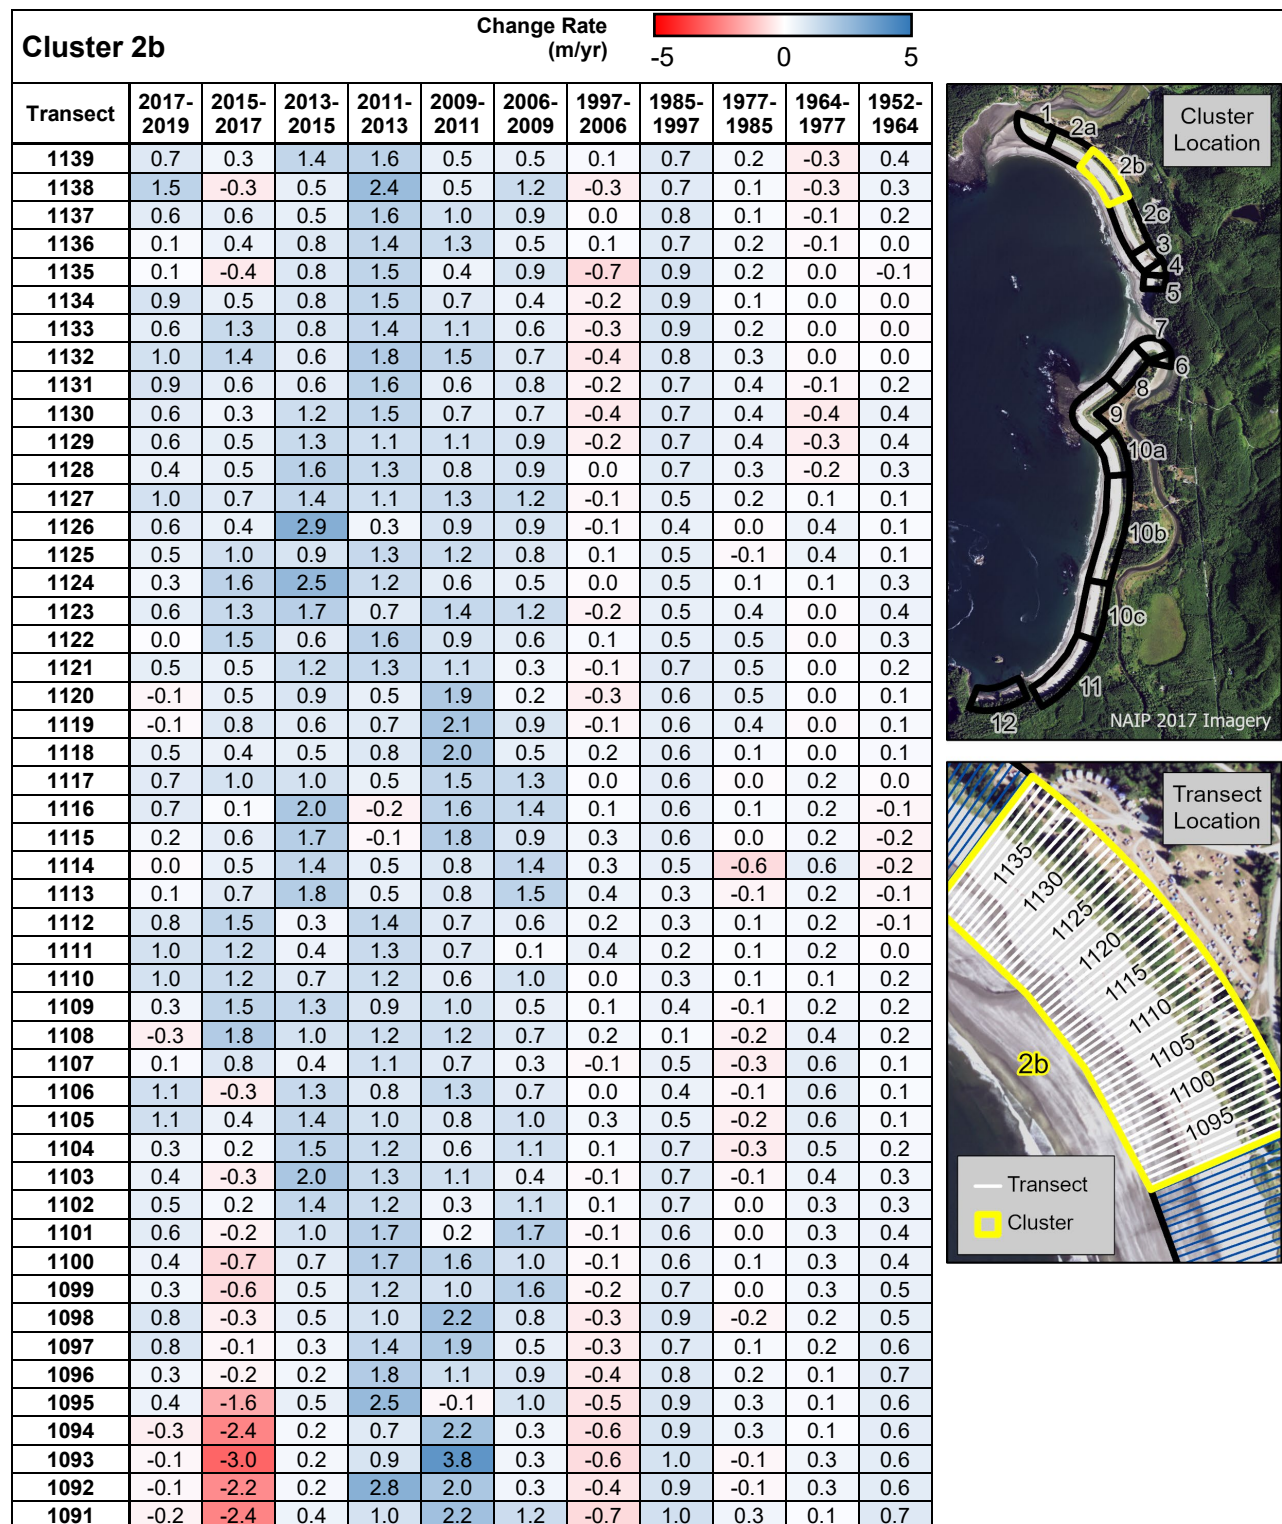 Cluster 2b
Change Rate
(m/yr)
-5 0 5
Transect 2017-2019 2015-2017 2013-2015 2011-2013 2009-2011 2006-2009 1997-2006 1985-1997 1977-1985 1964-1977 1952-1964
1139 0.7 0.3 1.4 1.6 0.5 0.5 0.1 0.7 0.2 -0.3 0.4
1138 1.5 -0.3 0.5 2.4 0.5 1.2 -0.3 0.7 0.1 -0.3 0.3
1137 0.6 0.6 0.5 1.6 1.0 0.9 0.0 0.8 0.1 -0.1 0.2
1136 0.1 0.4 0.8 1.4 1.3 0.5 0.1 0.7 0.2 -0.1 0.0
1135 0.1 -0.4 0.8 1.5 0.4 0.9 -0.7 0.9 0.2 0.0 -0.1
1134 0.9 0.5 0.8 1.5 0.7 0.4 -0.2 0.9 0.1 0.0 0.0
1133 0.6 1.3 0.8 1.4 1.1 0.6 -0.3 0.9 0.2 0.0 0.0
1132 1.0 1.4 0.6 1.8 1.5 0.7 -0.4 0.8 0.3 0.0 0.0
1131 0.9 0.6 0.6 1.6 0.6 0.8 -0.2 0.7 0.4 -0.1 0.2
1130 0.6 0.3 1.2 1.5 0.7 0.7 -0.4 0.7 0.4 -0.4 0.4
1129 0.6 0.5 1.3 1.1 1.1 0.9 -0.2 0.7 0.4 -0.3 0.4
1128 0.4 0.5 1.6 1.3 0.8 0.9 0.0 0.7 0.3 -0.2 0.3
1127 1.0 0.7 1.4 1.1 1.3 1.2 -0.1 0.5 0.2 0.1 0.1
1126 0.6 0.4 2.9 0.3 0.9 0.9 -0.1 0.4 0.0 0.4 0.1
1125 0.5 1.0 0.9 1.3 1.2 0.8 0.1 0.5 -0.1 0.4 0.1
1124 0.3 1.6 2.5 1.2 0.6 0.5 0.0 0.5 0.1 0.1 0.3
1123 0.6 1.3 1.7 0.7 1.4 1.2 -0.2 0.5 0.4 0.0 0.4
1122 0.0 1.5 0.6 1.6 0.9 0.6 0.1 0.5 0.5 0.0 0.3
1121 0.5 0.5 1.2 1.3 1.1 0.3 -0.1 0.7 0.5 0.0 0.2
1120 -0.1 0.5 0.9 0.5 1.9 0.2 -0.3 0.6 0.5 0.0 0.1
1119 -0.1 0.8 0.6 0.7 2.1 0.9 -0.1 0.6 0.4 0.0 0.1
1118 0.5 0.4 0.5 0.8 2.0 0.5 0.2 0.6 0.1 0.0 0.1
1117 0.7 1.0 1.0 0.5 1.5 1.3 0.0 0.6 0.0 0.2 0.0
1116 0.7 0.1 2.0 -0.2 1.6 1.4 0.1 0.6 0.1 0.2 -0.1
1115 0.2 0.6 1.7 -0.1 1.8 0.9 0.3 0.6 0.0 0.2 -0.2
1114 0.0 0.5 1.4 0.5 0.8 1.4 0.3 0.5 -0.6 0.6 -0.2
1113 0.1 0.7 1.8 0.5 0.8 1.5 0.4 0.3 -0.1 0.2 -0.1
1112 0.8 1.5 0.3 1.4 0.7 0.6 0.2 0.3 0.1 0.2 -0.1
1111 1.0 1.2 0.4 1.3 0.7 0.1 0.4 0.2 0.1 0.2 0.0
1110 1.0 1.2 0.7 1.2 0.6 1.0 0.0 0.3 0.1 0.1 0.2
1109 0.3 1.5 1.3 0.9 1.0 0.5 0.1 0.4 -0.1 0.2 0.2
1108 -0.3 1.8 1.0 1.2 1.2 0.7 0.2 0.1 -0.2 0.4 0.2
1107 0.1 0.8 0.4 1.1 0.7 0.3 -0.1 0.5 -0.3 0.6 0.1
1106 1.1 -0.3 1.3 0.8 1.3 0.7 0.0 0.4 -0.1 0.6 0.1
1105 1.1 0.4 1.4 1.0 0.8 1.0 0.3 0.5 -0.2 0.6 0.1
1104 0.3 0.2 1.5 1.2 0.6 1.1 0.1 0.7 -0.3 0.5 0.2
1103 0.4 -0.3 2.0 1.3 1.1 0.4 -0.1 0.7 -0.1 0.4 0.3
1102 0.5 0.2 1.4 1.2 0.3 1.1 0.1 0.7 0.0 0.3 0.3
1101 0.6 -0.2 1.0 1.7 0.2 1.7 -0.1 0.6 0.0 0.3 0.4
1100 0.4 -0.7 0.7 1.7 1.6 1.0 -0.1 0.6 0.1 0.3 0.4
1099 0.3 -0.6 0.5 1.2 1.0 1.6 -0.2 0.7 0.0 0.3 0.5
1098 0.8 -0.3 0.5 1.0 2.2 0.8 -0.3 0.9 -0.2 0.2 0.5
1097 0.8 -0.1 0.3 1.4 1.9 0.5 -0.3 0.7 0.1 0.2 0.6
1096 0.3 -0.2 0.2 1.8 1.1 0.9 -0.4 0.8 0.2 0.1 0.7
1095 0.4 -1.6 0.5 2.5 -0.1 1.0 -0.5 0.9 0.3 0.1 0.6
1094 -0.3 -2.4 0.2 0.7 2.2 0.3 -0.6 0.9 0.3 0.1 0.6
1093 -0.1 -3.0 0.2 0.9 3.8 0.3 -0.6 1.0 -0.1 0.3 0.6
1092 -0.1 -2.2 0.2 2.8 2.0 0.3 -0.4 0.9 -0.1 0.3 0.6
1091 -0.2 -2.4 0.4 1.0 2.2 1.2 -0.7 1.0 0.3 0.1 0.7
Cluster
Location
1
2a
2b
2c
3
4
5
7
6
8
9
10a
10b
10c
11
12
NAIP 2017 Imagery
Transect
Location
1135
1130
1125
1120
1115
1110
1105
1100
1095
2b
Transect
Cluster